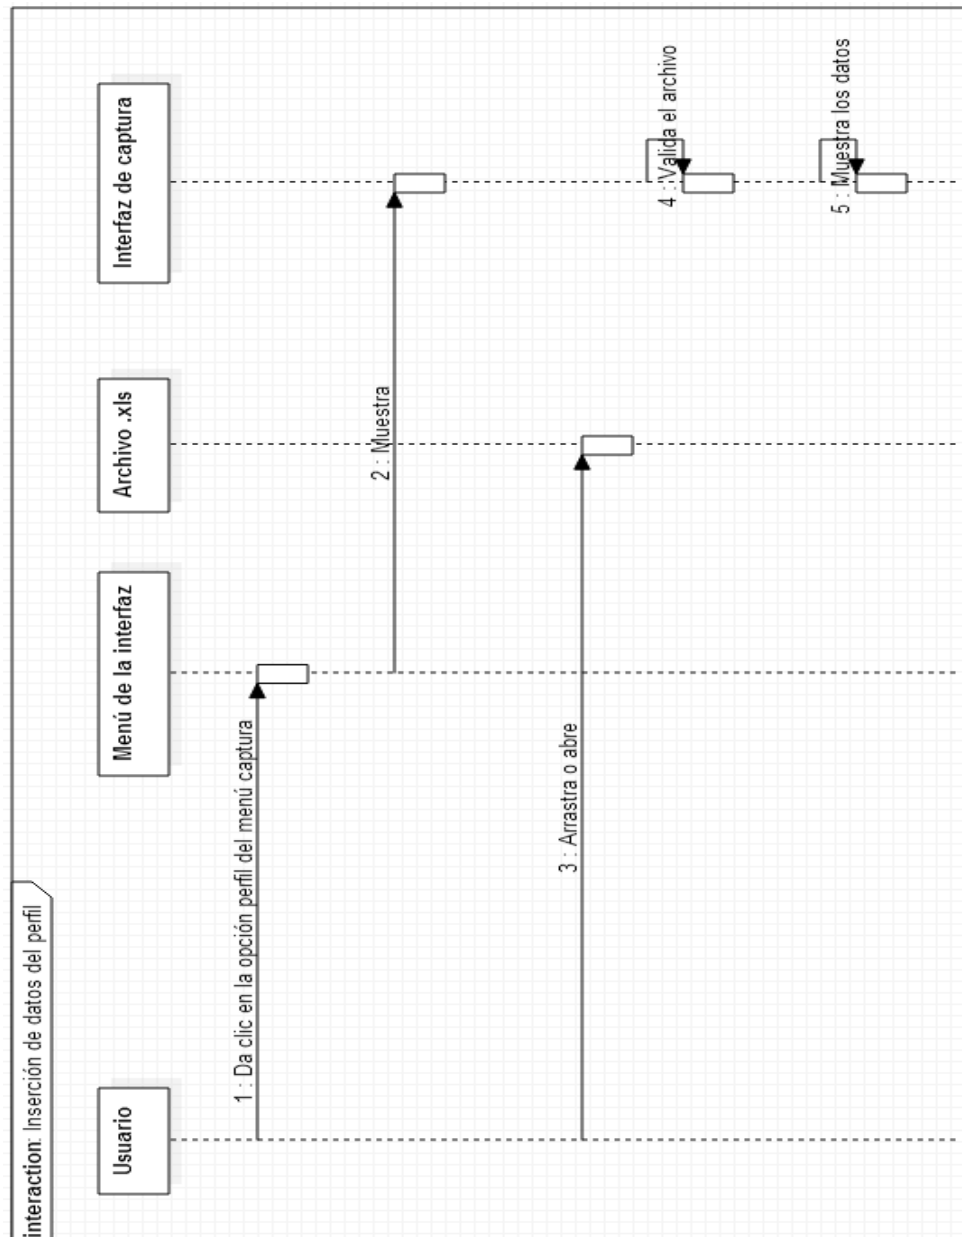 interaction: Inserción de datos del perfil
Usuario
Menú de la interfaz
Archivo .xls
Interfaz de captura
1 : Da clic en la opción perfil del menú captura
2 : Muestra
3 : Arrastra o abre
4 : Valida el archivo
5 : Muestra los datos